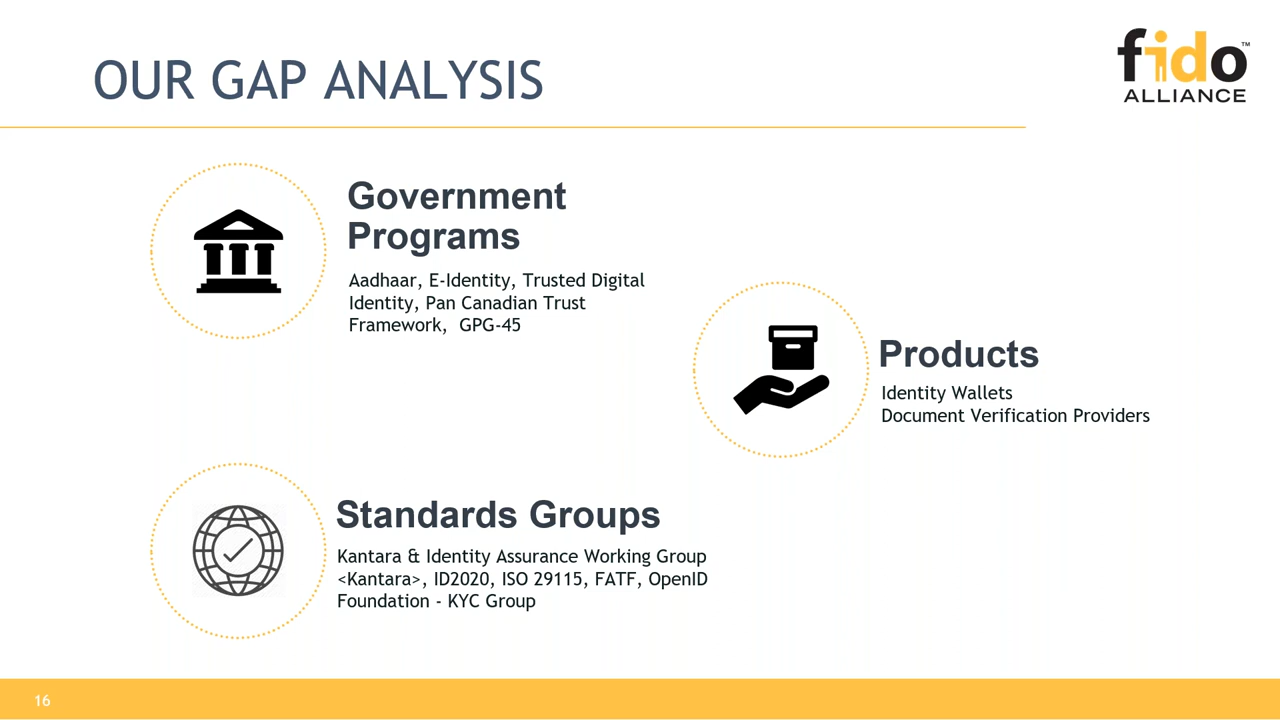 OUR GAP ANALYSIS
fido™
ALLIANCE
Government
Programs
Aadhaar, E-Identity, Trusted Digital
Identity, Pan Canadian Trust
Framework,  GPG-45
Products
Identity Wallets
Document Verification Providers
Standards Groups
Kantara & Identity Assurance Working Group
<Kantara>, ID2020, ISO 29115, FATF, OpenID
Foundation - KYC Group
16